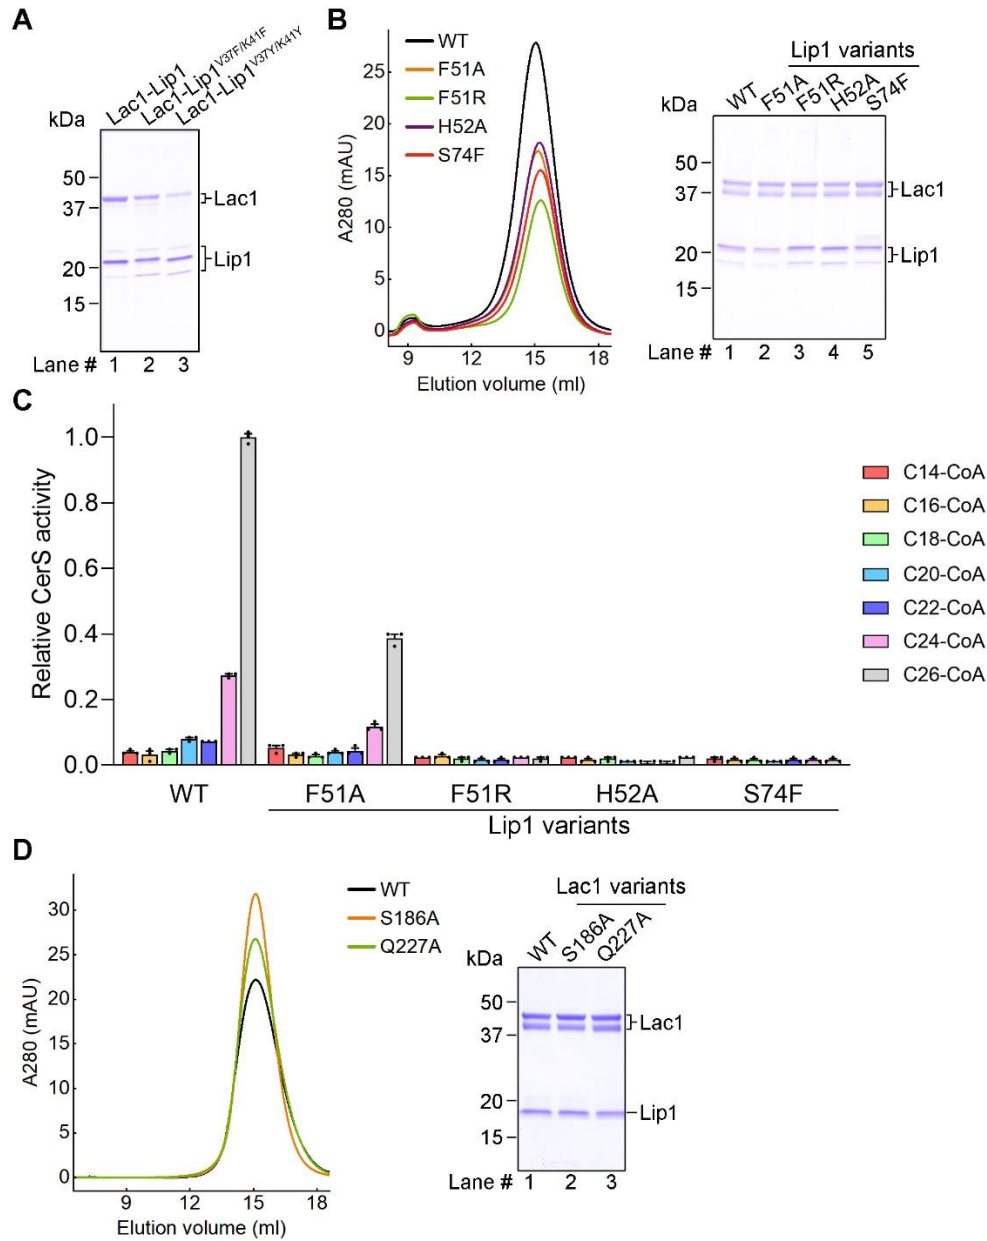 A
Lac1-Lip1
Lac1-Lip1V37F/K41F
Lac1-Lip1V37Y/K41Y
kDa
50
37
20
15
Lac1
Lip1
Lane # 1 2 3
B
WT
F51A
F51R
H52A
S74F
A280 (mAU)
25
20
15
10
5
0
9 12 15 18
Elution volume (ml)
Lip1 variants
WT F51A F51R H52A S74F
kDa
50
37
20
15
Lac1
Lip1
Lane # 1 2 3 4 5
C
Relative CerS activity
1.0
0.8
0.6
0.4
0.2
0.0
WT F51A F51R H52A S74F
Lip1 variants
C14-CoA
C16-CoA
C18-CoA
C20-CoA
C22-CoA
C24-CoA
C26-CoA
D
A280 (mAU)
30
25
20
15
10
5
0
9 12 15 18
Elution volume (ml)
WT
S186A
Q227A
Lac1 variants
WT S186A Q227A
kDa
50
37
20
15
Lac1
Lip1
Lane # 1 2 3